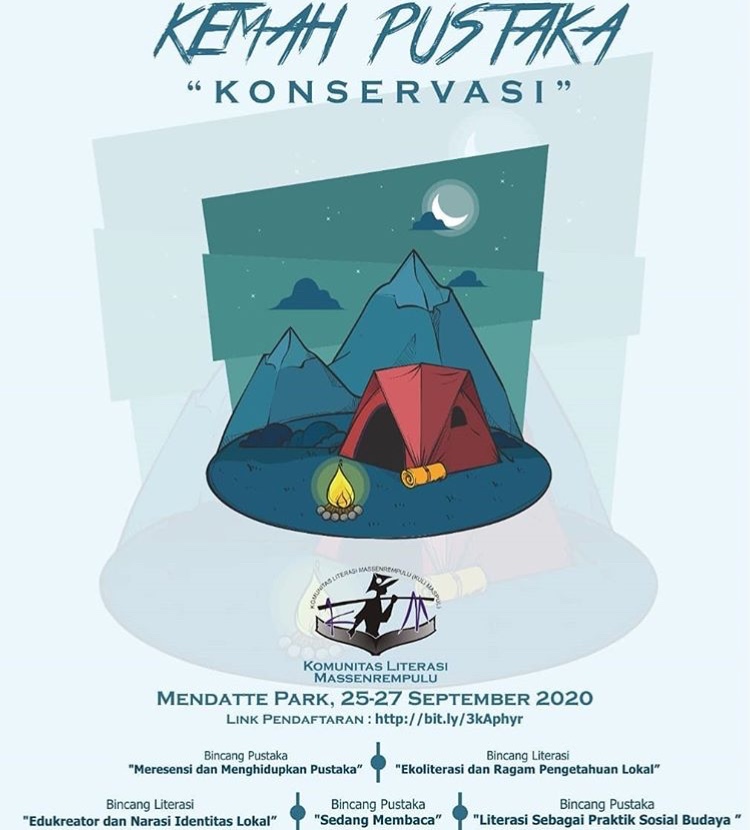 KEMAH PUSTAKA
"KONSERVASI"
KOMUNITAS LITERASI MASSENREMPULU (KULI MASPUL)
K M
KOMUNITAS LITERASI
MASSENREMPULU
MENDATTE PARK, 25-27 SEPTEMBER 2020
LINK PENDAFTARAN : http://bit.ly/3kAphyr
Bincang Pustaka
"Meresensi dan Menghidupkan Pustaka"
Bincang Literasi
"Ekoliterasi dan Ragam Pengetahuan Lokal"
Bincang Literasi
"Edukreator dan Narasi Identitas Lokal"
Bincang Pustaka
"Sedang Membaca"
Bincang Pustaka
"Literasi Sebagai Praktik Sosial Budaya "